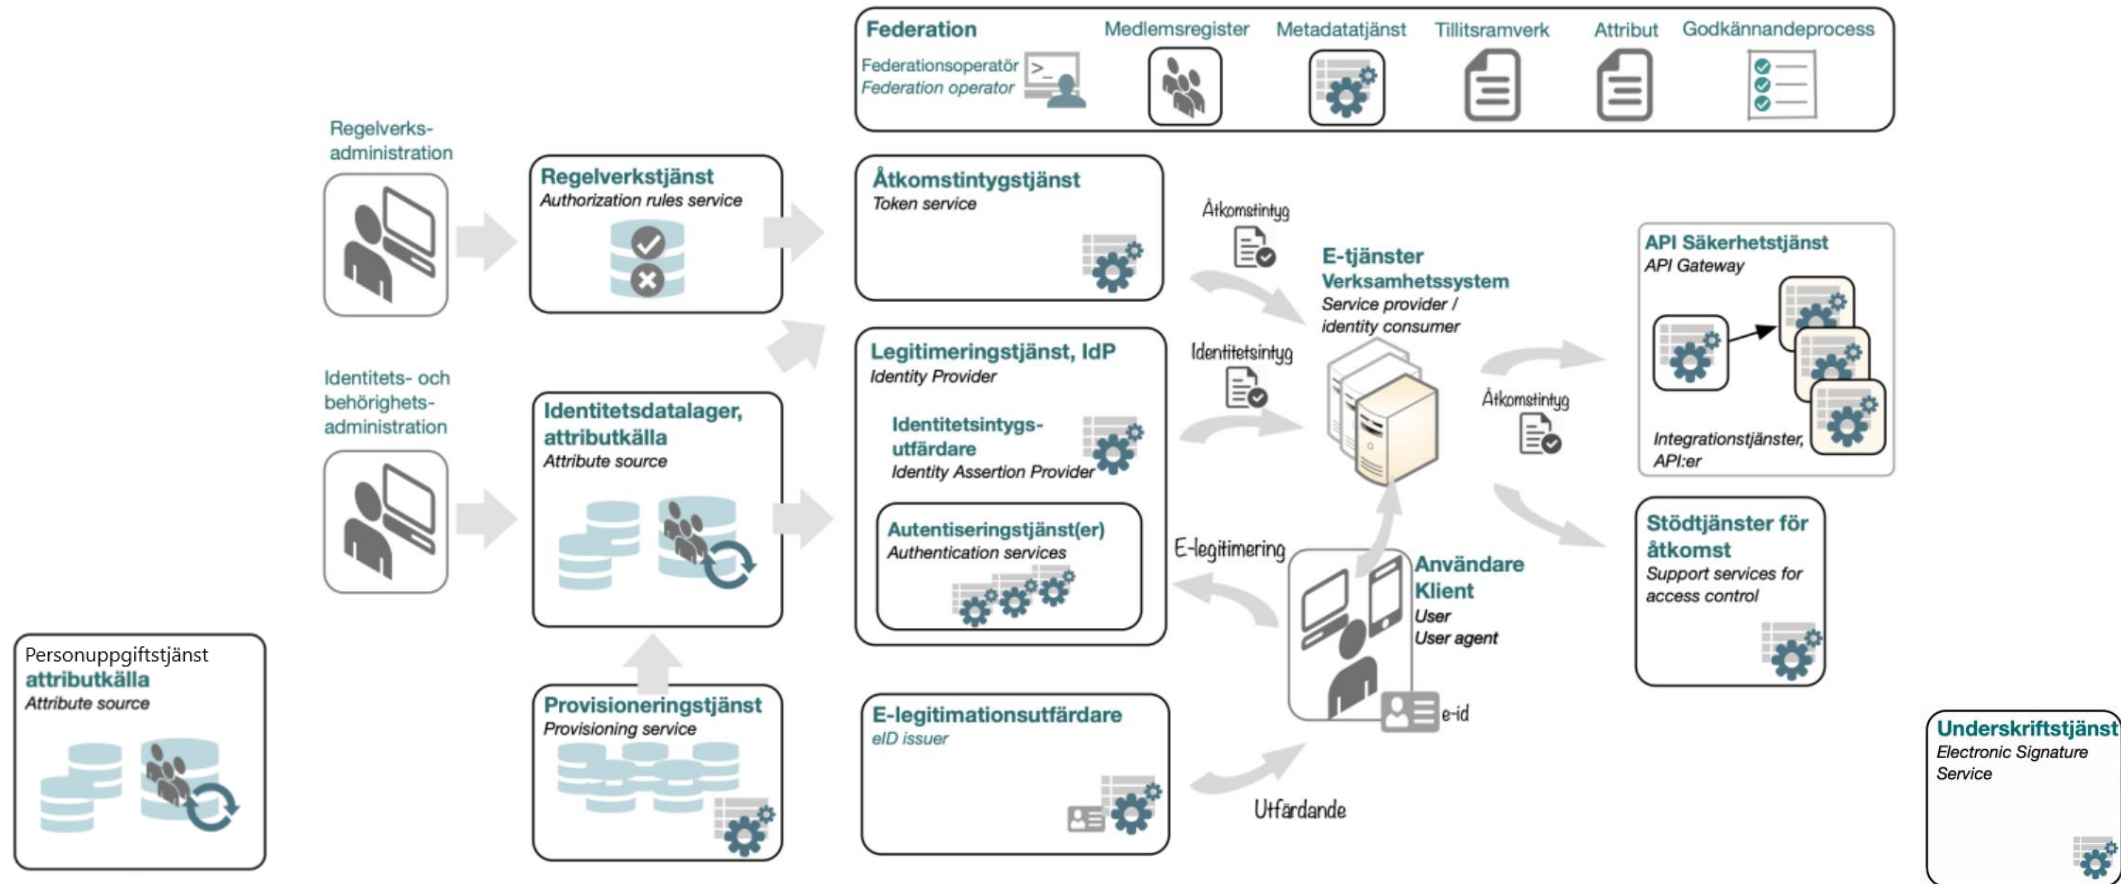 Federation
Federationsoperatör
Federation operator
Medlemsregister
Metadatatjänst
Tillitsramverk
Attribut
Godkännandeprocess
Regelverks-
administration
Regelverkstjänst
Authorization rules service
Åtkomstintygstjänst
Token service
Åtkomstintyg
E-tjänster
Verksamhetssystem
Service provider /
identity consumer
API Säkerhetstjänst
API Gateway
Integrationstjänster,
API:er
Identitets- och
behörighets-
administration
Identitetsdatalager,
attributkälla
Attribute source
Legitimeringstjänst, IdP
Identity Provider
Identitetsintygs-
utfärdare
Identity Assertion Provider
Autentiseringstjänst(er)
Authentication services
Identitetsintyg
Åtkomstintyg
E-legitimering
Användare
Klient
User
User agent
e-id
Stödtjänster för
åtkomst
Support services for
access control
Personuppgiftstjänst
attributkälla
Attribute source
Provisioneringstjänst
Provisioning service
E-legitimationsutfärdare
eID issuer
Utfärdande
Underskriftstjänst
Electronic Signature
Service